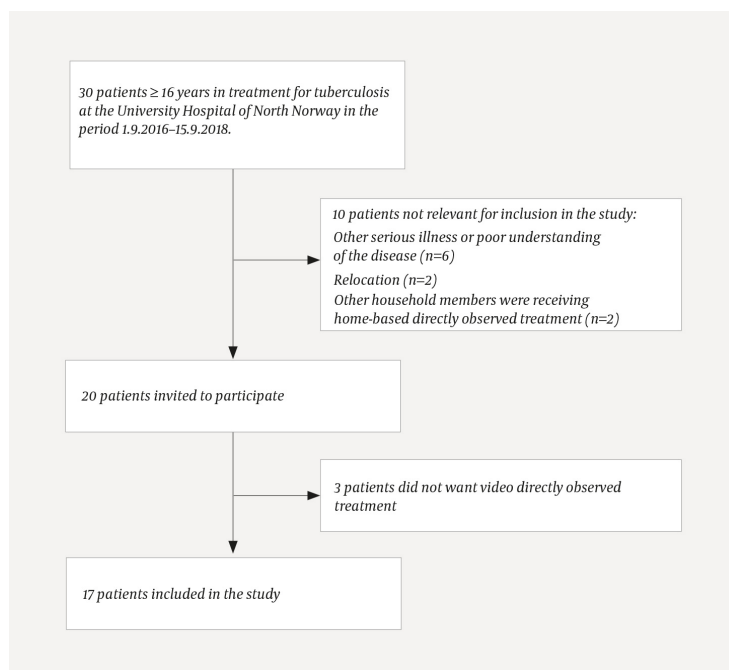 30 patients ≥ 16 years in treatment for tuberculosis
at the University Hospital of North Norway in the
period 1.9.2016–15.9.2018.
10 patients not relevant for inclusion in the study:
Other serious illness or poor understanding
of the disease (n=6)
Relocation (n=2)
Other household members were receiving
home-based directly observed treatment (n=2)
20 patients invited to participate
3 patients did not want video directly observed
treatment
17 patients included in the study